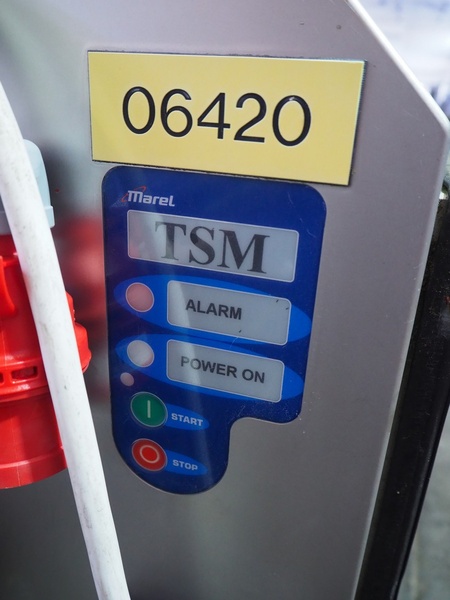 06420
marel
TSM
ALARM
POWER ON
START
STOP